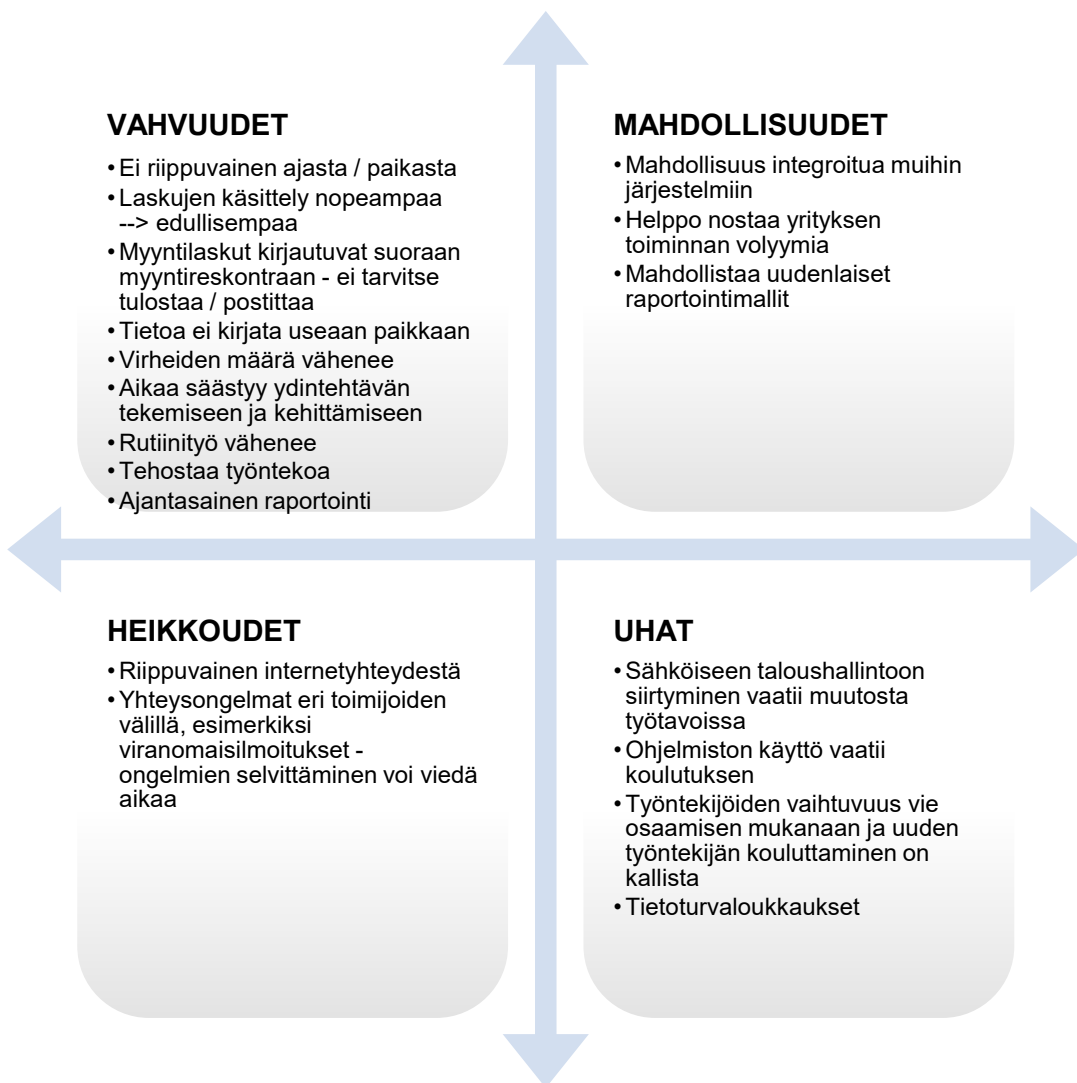 VAHVUUDET
• Ei riippuvainen ajasta / paikasta
• Laskujen käsittely nopeampaa
--> edullisempaa
• Myyntilaskut kirjautuvat suoraan
myyntireskontraan - ei tarvitse
tulostaa / postittaa
• Tietoa ei kirjata useaan paikkaan
• Virheiden määrä vähenee
• Aikaa säästyy ydintehtävän
tekemiseen ja kehittämiseen
• Rutiinityö vähenee
• Tehostaa työntekoa
• Ajantasainen raportointi
MAHDOLLISUUDET
• Mahdollisuus integroitua muihin
järjestelmiin
• Helppo nostaa yrityksen
toiminnan volyymia
• Mahdollistaa uudenlaiset
raportointimallit
HEIKKOUDET
• Riippuvainen internetyhteydestä
• Yhteysongelmat eri toimijoiden
välillä, esimerkiksi
viranomaisilmoitukset -
ongelmien selvittäminen voi viedä
aikaa
UHAT
• Sähköiseen taloushallintoon
siirtyminen vaatii muutosta
työtavoissa
• Ohjelmiston käyttö vaatii
koulutuksen
• Työntekijöiden vaihtuvuus vie
osaamisen mukanaan ja uuden
työntekijän kouluttaminen on
kallista
• Tietoturvaloukkaukset